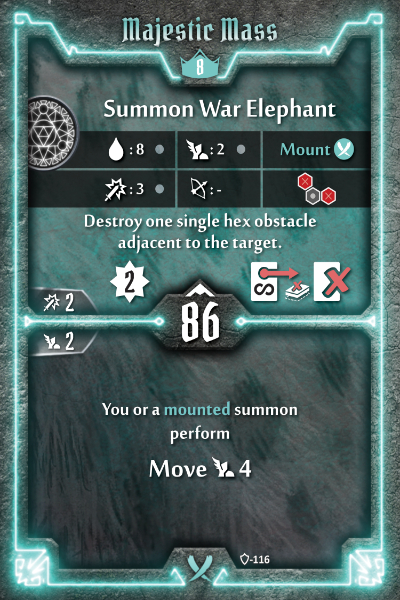 Majestic Mass
8
Summon War Elephant
: 8
: 2
Mount
: 3
: -
Destroy one single hex obstacle
adjacent to the target.
2
2
86
2
You or a mounted summon
perform
Move 4
-116